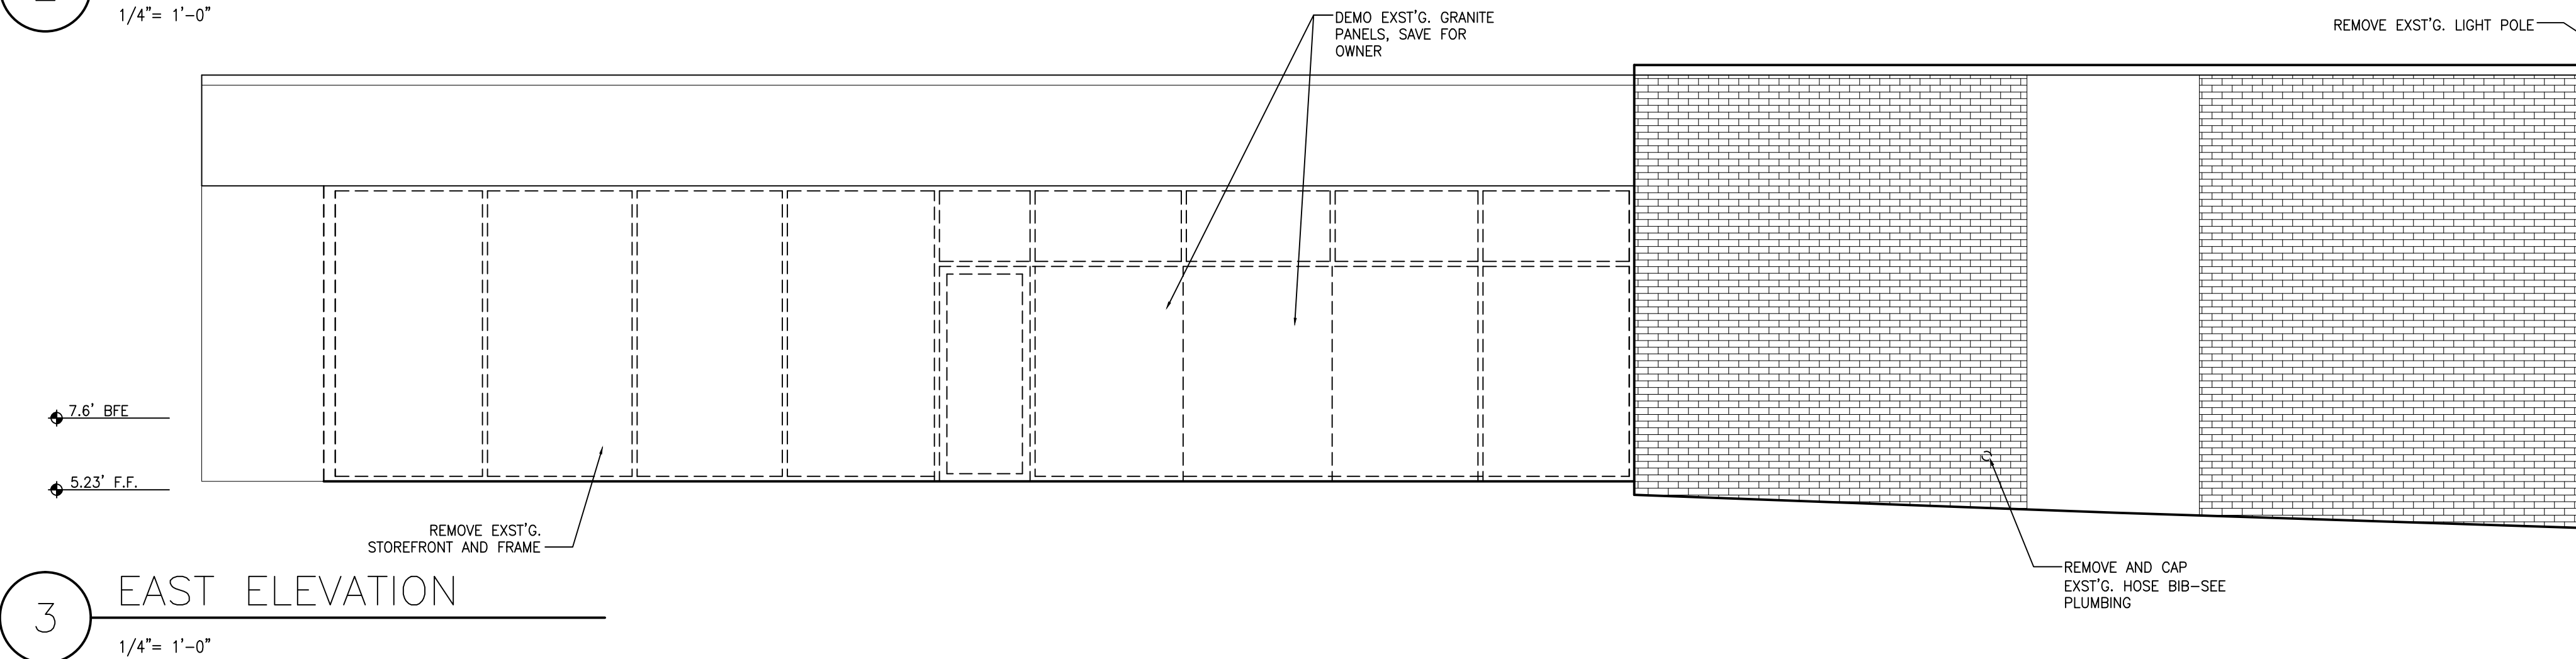 1/4"= 1'-0"
DEMO EXST'G. GRANITE
PANELS, SAVE FOR
OWNER
REMOVE EXST'G. LIGHT POLE
7.6' BFE
5.23' F.F.
REMOVE EXST'G.
STOREFRONT AND FRAME
REMOVE AND CAP
EXST'G. HOSE BIB-SEE
PLUMBING
3
EAST ELEVATION
1/4"= 1'-0"